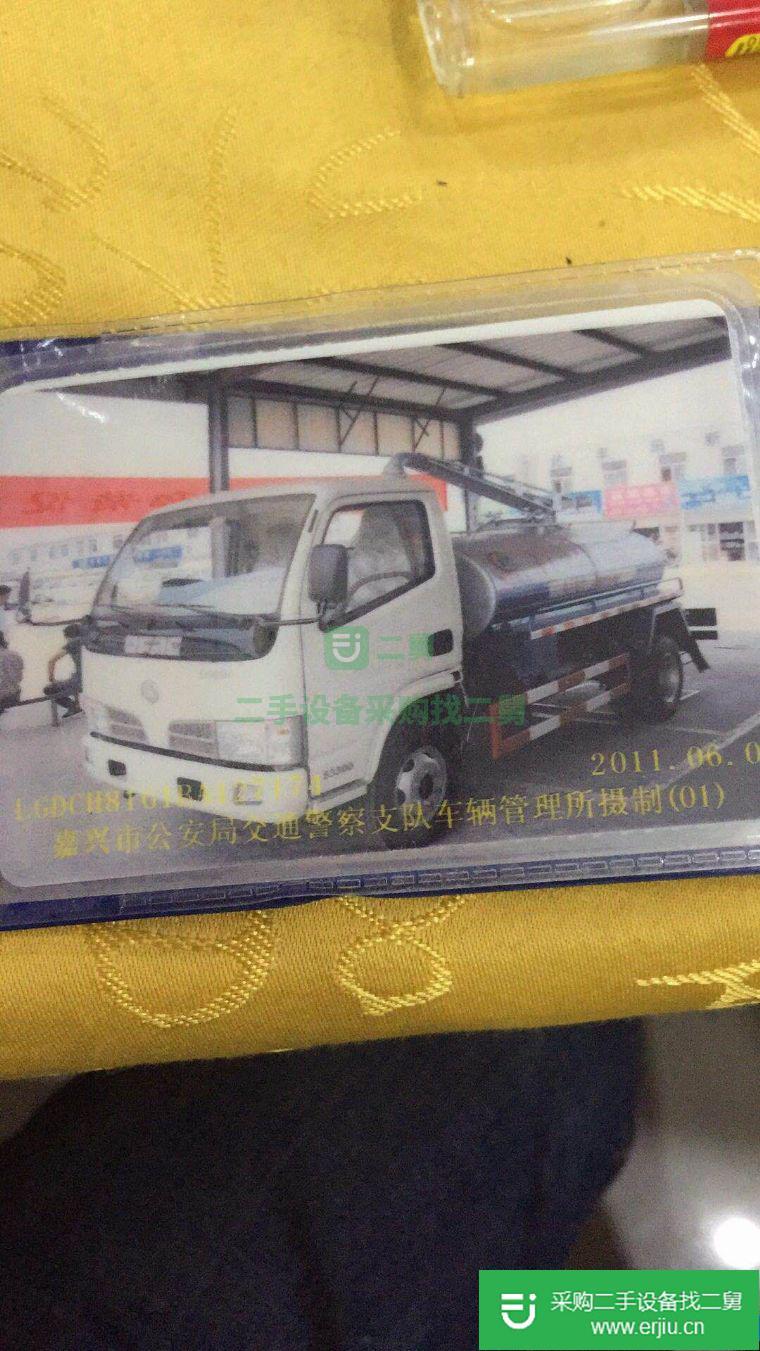 二舅
二手设备采购找二舅
2011.06.0
嘉兴市公安局交通警察支队车辆管理所摄制(01)
采购二手设备找二舅
www.erjiu.cn